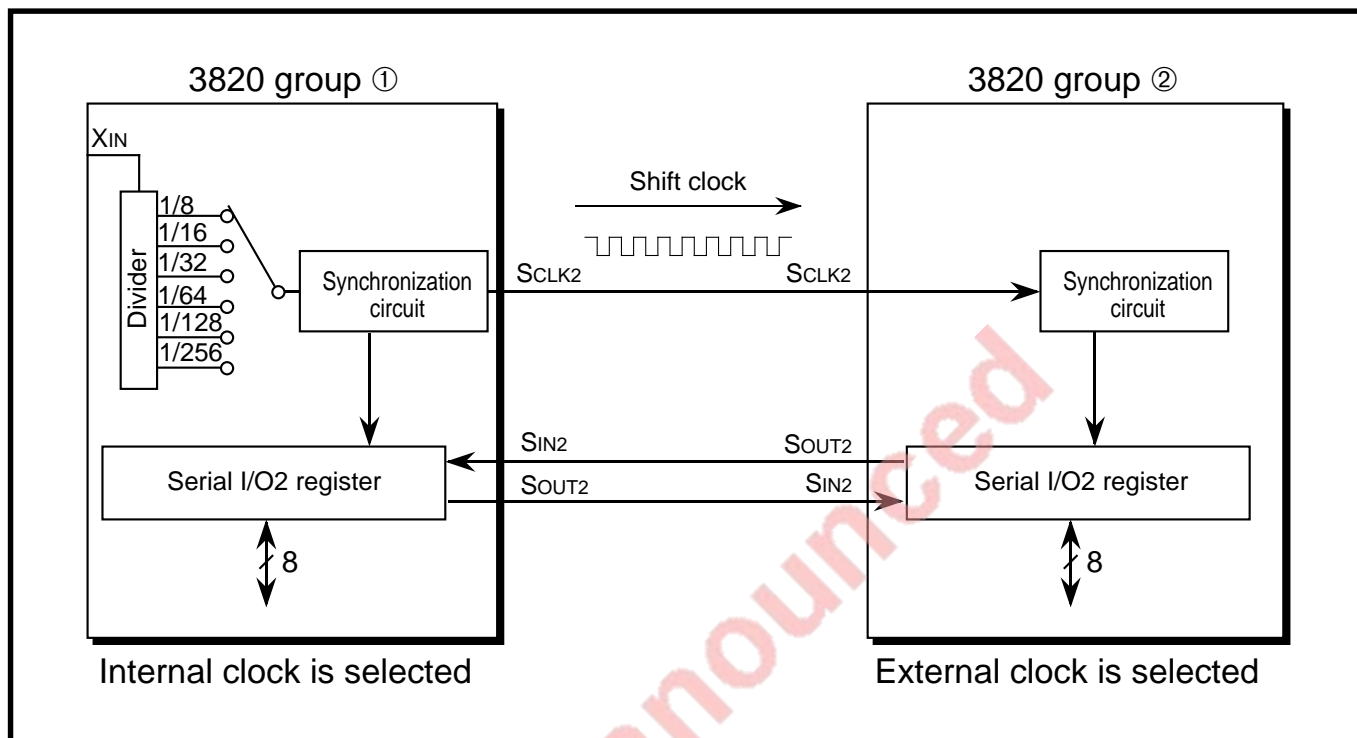 3820 group ①
3820 group ②
XIN
Divider
1/8
1/16
1/32
1/64
1/128
1/256
Synchronization
circuit
Shift clock
SCLK2
SCLK2
Synchronization
circuit
SIN2
SOUT2
SOUT2
SIN2
Serial I/O2 register
Serial I/O2 register
8
8
Internal clock is selected
External clock is selected
nounced